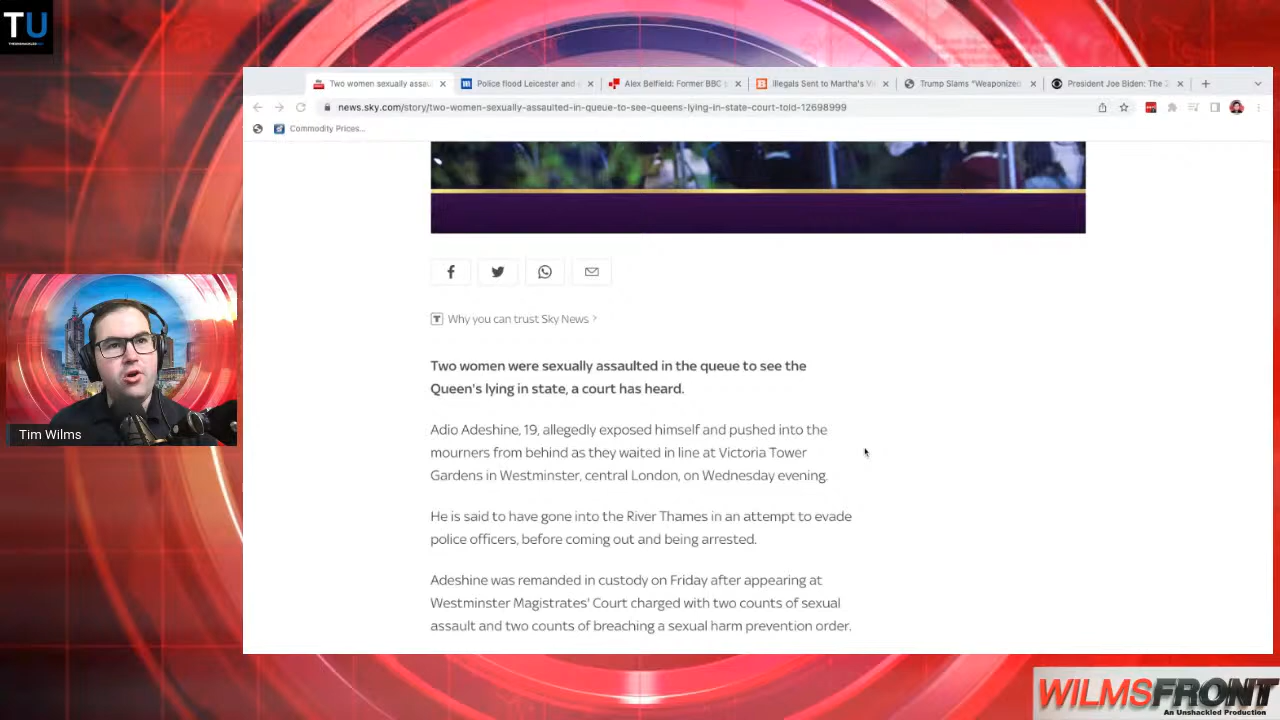 TU
Two women sexually assau
Police flood Leicester and
Alex Belfield: Former BBC
Illegals Sent to Martha's Vi
Trump Slams "Weaponized
President Joe Biden: The 2
news.sky.com/story/two-women-sexually-assaulted-in-queue-to-see-queens-lying-in-state-court-told-12698999
Commodity Prices...
Why you can trust Sky News
Two women were sexually assaulted in the queue to see the
Queen's lying in state, a court has heard.
Adio Adeshine, 19, allegedly exposed himself and pushed into the
mourners from behind as they waited in line at Victoria Tower
Gardens in Westminster, central London, on Wednesday evening.
He is said to have gone into the River Thames in an attempt to evade
police officers, before coming out and being arrested.
Adeshine was remanded in custody on Friday after appearing at
Westminster Magistrates' Court charged with two counts of sexual
assault and two counts of breaching a sexual harm prevention order.
Tim Wilms
WILMSFRONT
An Unshackled Production